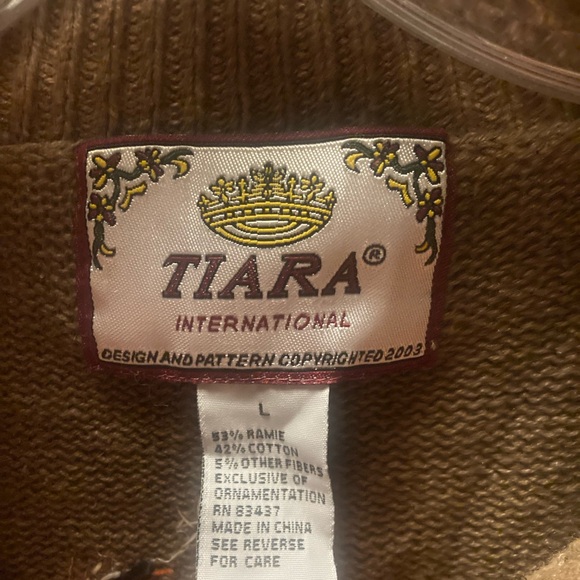 TIARA®
INTERNATIONAL
DESIGN AND PATTERN COPYRIGHTED 2003
L
53% RAMIE
42% COTTON
5% OTHER FIBERS
EXCLUSIVE OF
ORNAMENTATION
RN 83437
MADE IN CHINA
SEE REVERSE
FOR CARE